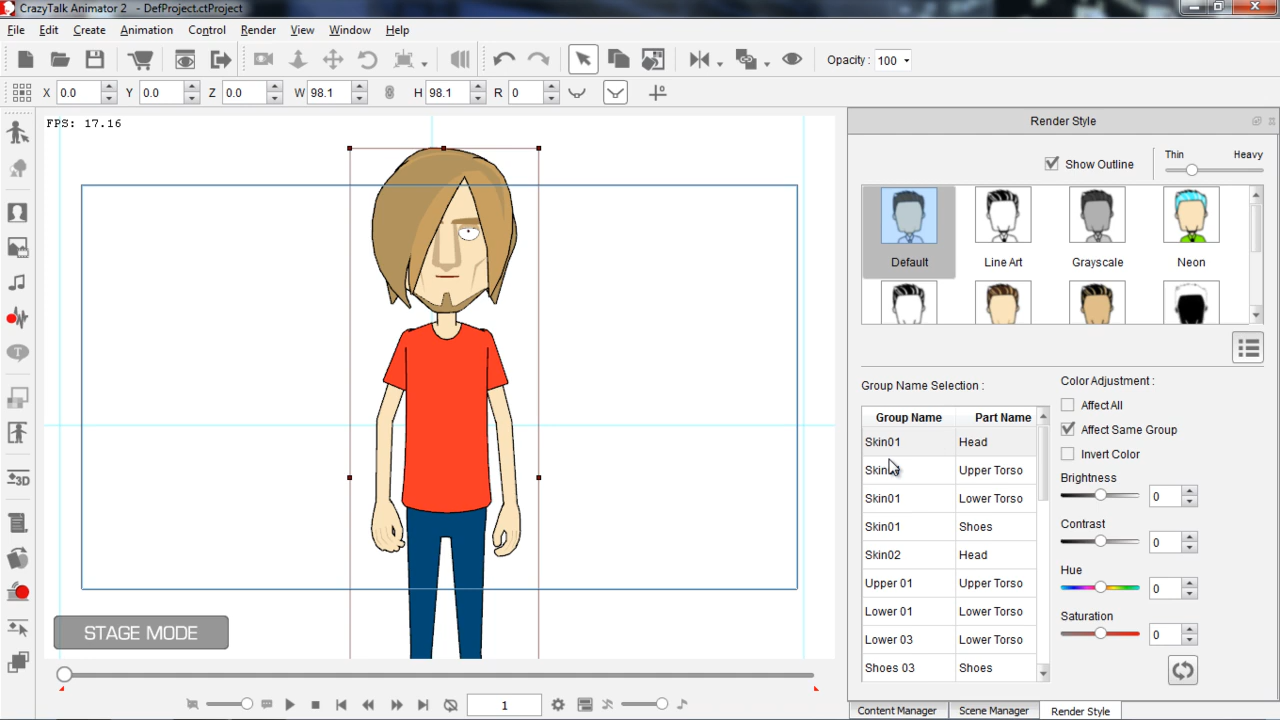 CrazyTalk Animator 2 - DefProject.ctProject
File Edit Create Animation Control Render View Window Help
Opacity : 100
X 0.0 Y 0.0 Z 0.0 W 98.1 H 98.1 R 0
FPS: 17.16
STAGE MODE
1
Render Style
Show Outline Thin Heavy
Default Line Art Grayscale Neon
Group Name Selection :
Group Name Part Name
Skin01 Head
Skin Upper Torso
Skin01 Lower Torso
Skin01 Shoes
Skin02 Head
Upper 01 Upper Torso
Lower 01 Lower Torso
Lower 03 Lower Torso
Shoes 03 Shoes
Color Adjustment :
Affect All
Affect Same Group
Invert Color
Brightness
0
Contrast
0
Hue
0
Saturation
0
Content Manager Scene Manager Render Style